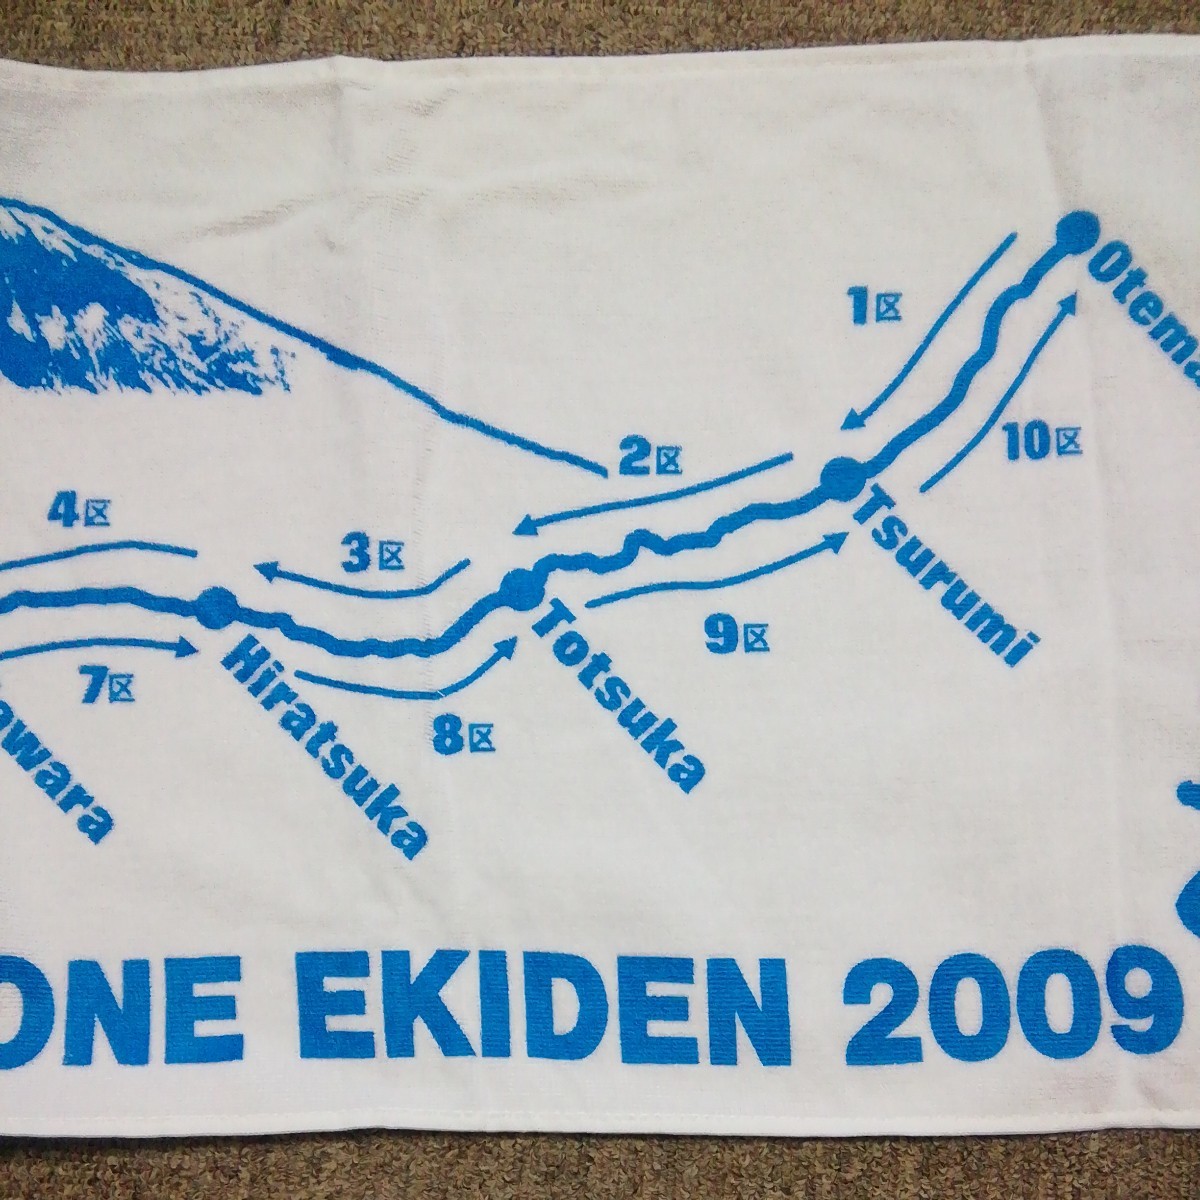 1区
Otema
10区
2区
Tsurumi
4区
3区
9区
Totsuka
7区
Hiratsuka
8区
awara
ONE EKIDEN 2009